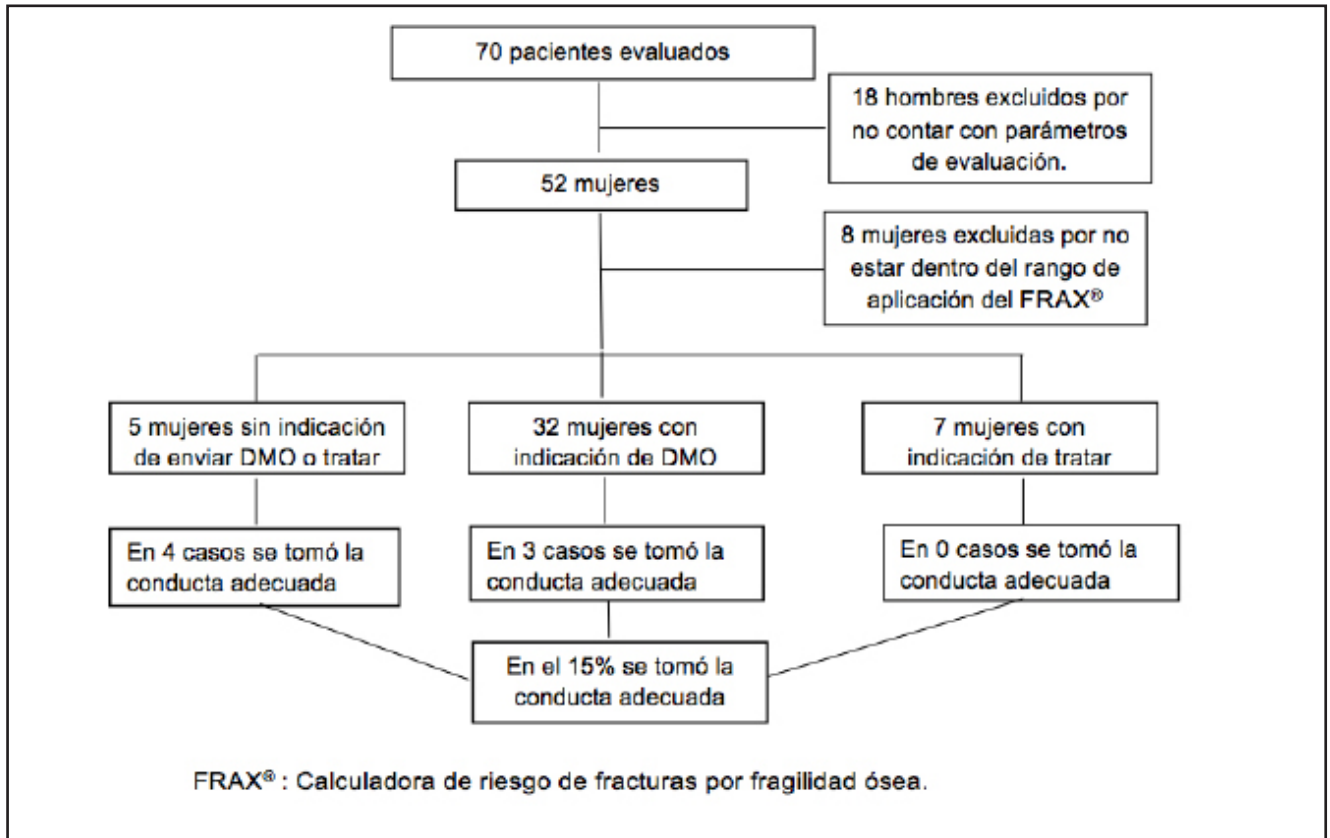 70 pacientes evaluados
18 hombres excluidos por
no contar con parámetros
de evaluación.
52 mujeres
8 mujeres excluidas por no
estar dentro del rango de
aplicación del FRAX®
5 mujeres sin indicación
de enviar DMO o tratar
32 mujeres con
indicación de DMO
7 mujeres con
indicación de tratar
En 4 casos se tomó la
conducta adecuada
En 3 casos se tomó la
conducta adecuada
En 0 casos se tomó la
conducta adecuada
En el 15% se tomó la
conducta adecuada
FRAX® : Calculadora de riesgo de fracturas por fragilidad ósea.